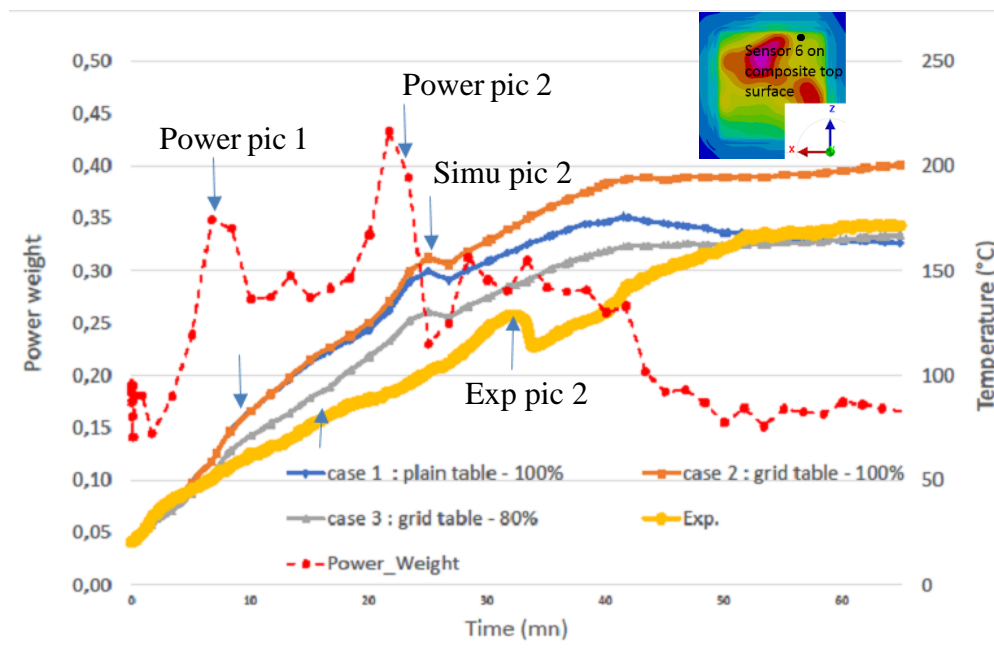 0,50
0,45
0,40
0,35
0,30
0,25
0,20
0,15
0,10
0,05
0,00
Power weight
250
200
150
100
50
0
Temperature (°C)
0
10
20
30
40
50
60
Time (mn)
Power pic 1
Power pic 2
Simu pic 2
Exp pic 2
Sensor 6 on
composite top
surface
Z
X
case 1 : plain table - 100%
case 2 : grid table - 100%
case 3 : grid table - 80%
Exp.
Power_Weight